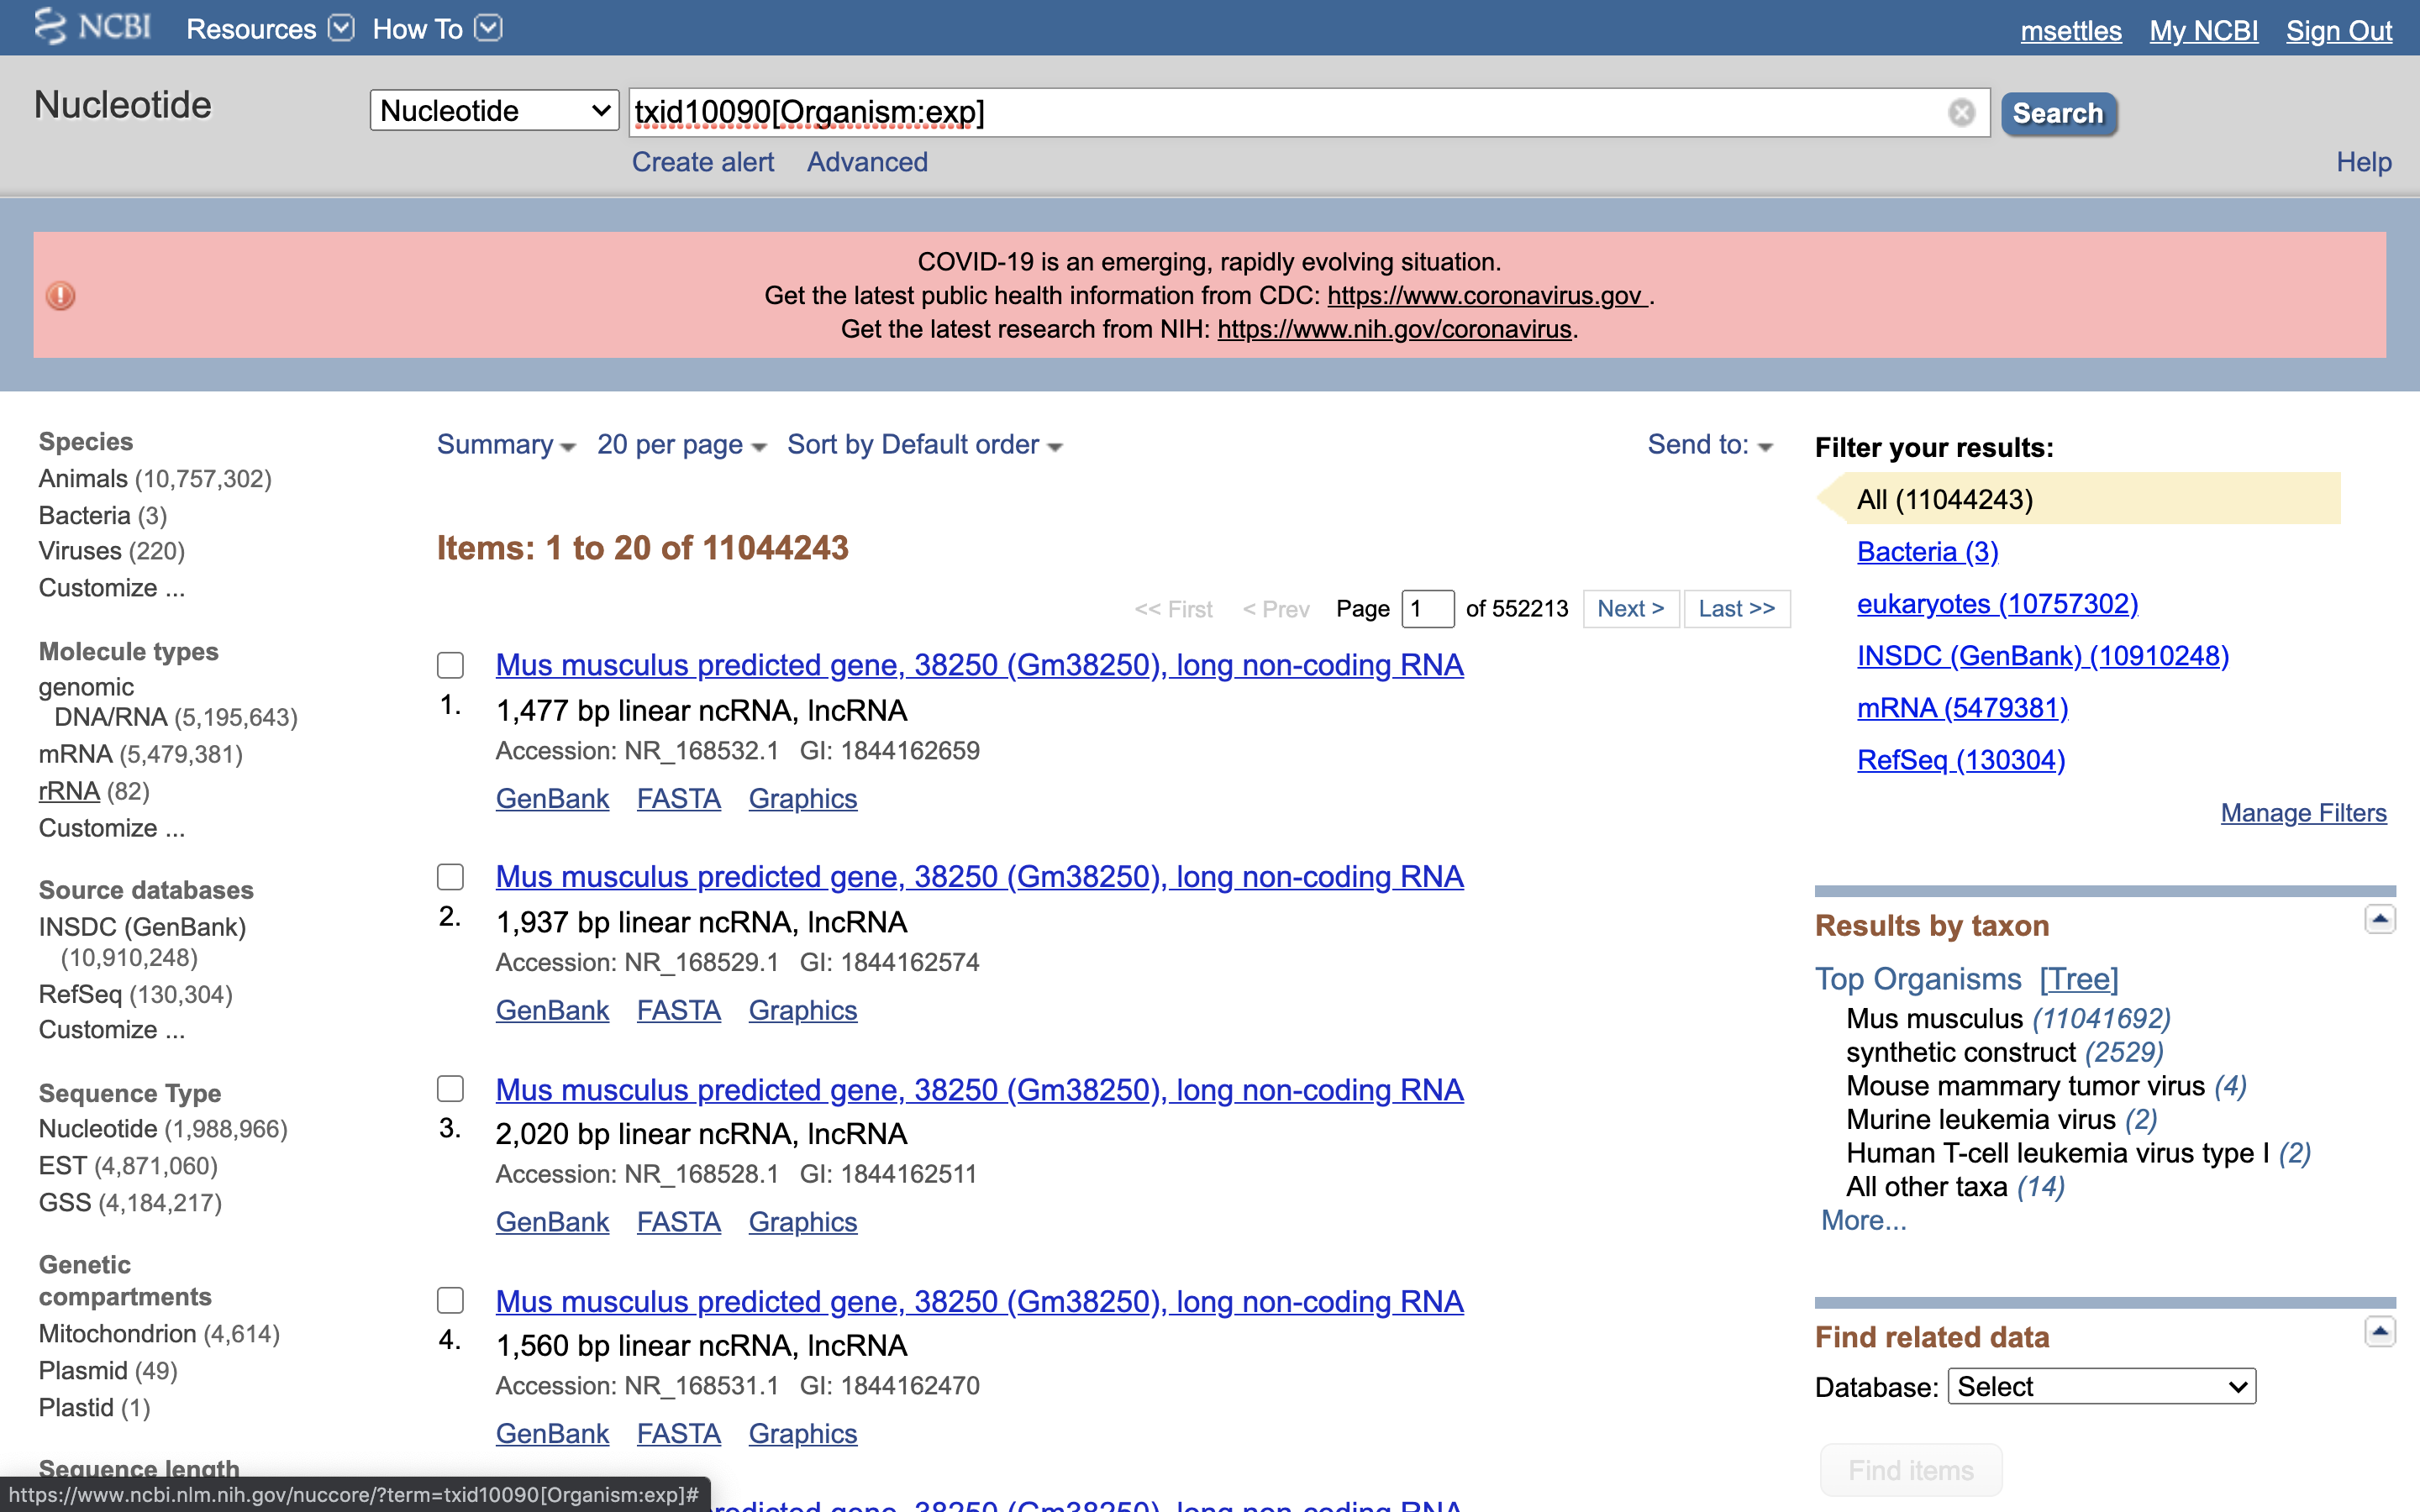 NCBI Resources How To msettles My NCBI Sign Out
Nucleotide Nucleotide txid10090[Organism:exp] Search
Create alert Advanced Help
COVID-19 is an emerging, rapidly evolving situation.
Get the latest public health information from CDC: https://www.coronavirus.gov .
Get the latest research from NIH: https://www.nih.gov/coronavirus.
Species
Animals (10,757,302)
Bacteria (3)
Viruses (220)
Customize ...
Molecule types
genomic
DNA/RNA (5,195,643)
mRNA (5,479,381)
rRNA (82)
Customize ...
Source databases
INSDC (GenBank)
(10,910,248)
RefSeq (130,304)
Customize ...
Sequence Type
Nucleotide (1,988,966)
EST (4,871,060)
GSS (4,184,217)
Genetic
compartments
Mitochondrion (4,614)
Plasmid (49)
Plastid (1)
Sequence length
Summary 20 per page Sort by Default order Send to:
Items: 1 to 20 of 11044243
<< First < Prev Page 1 of 552213 Next > Last >>
Mus musculus predicted gene, 38250 (Gm38250), long non-coding RNA
1. 1,477 bp linear ncRNA, lncRNA
Accession: NR_168532.1 GI: 1844162659
GenBank FASTA Graphics
Mus musculus predicted gene, 38250 (Gm38250), long non-coding RNA
2. 1,937 bp linear ncRNA, lncRNA
Accession: NR_168529.1 GI: 1844162574
GenBank FASTA Graphics
Mus musculus predicted gene, 38250 (Gm38250), long non-coding RNA
3. 2,020 bp linear ncRNA, lncRNA
Accession: NR_168528.1 GI: 1844162511
GenBank FASTA Graphics
Mus musculus predicted gene, 38250 (Gm38250), long non-coding RNA
4. 1,560 bp linear ncRNA, lncRNA
Accession: NR_168531.1 GI: 1844162470
GenBank FASTA Graphics
predicted gene, 38250 (Gm38250), long non-coding RNA
Filter your results:
All (11044243)
Bacteria (3)
eukaryotes (10757302)
INSDC (GenBank) (10910248)
mRNA (5479381)
RefSeq (130304)
Manage Filters
Results by taxon
Top Organisms [Tree]
Mus musculus (11041692)
synthetic construct (2529)
Mouse mammary tumor virus (4)
Murine leukemia virus (2)
Human T-cell leukemia virus type I (2)
All other taxa (14)
More...
Find related data
Database: Select
Find items
https://www.ncbi.nlm.nih.gov/nuccore/?term=txid10090[Organism:exp]#